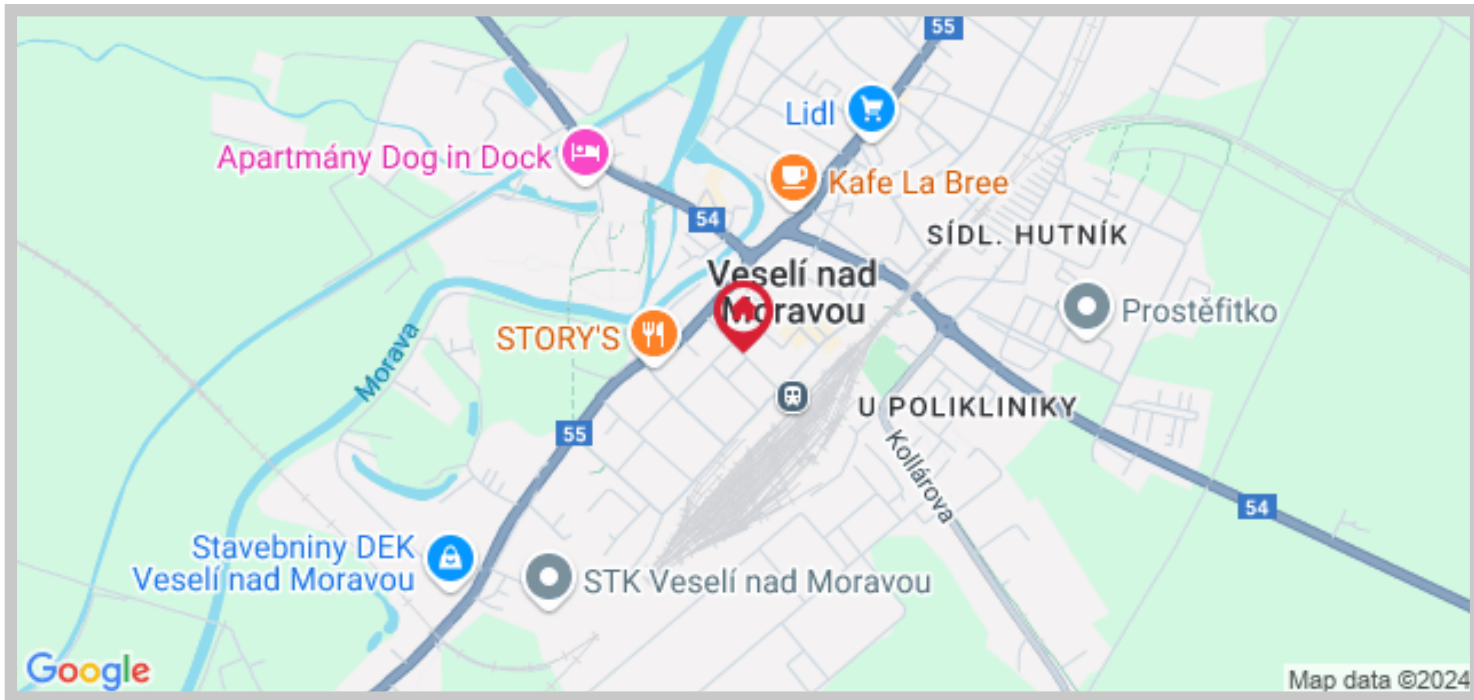 55
Lidl
Apartmány Dog in Dock
Kafe La Bree
54
SÍDL. HUTNÍK
Veselí nad
Moravou
Prostěfitko
STORY'S
Morava
U POLIKLINIKY
55
Kollárova
54
Stavebniny DEK
Veselí nad Moravou
STK Veselí nad Moravou
Google
Map data ©2024